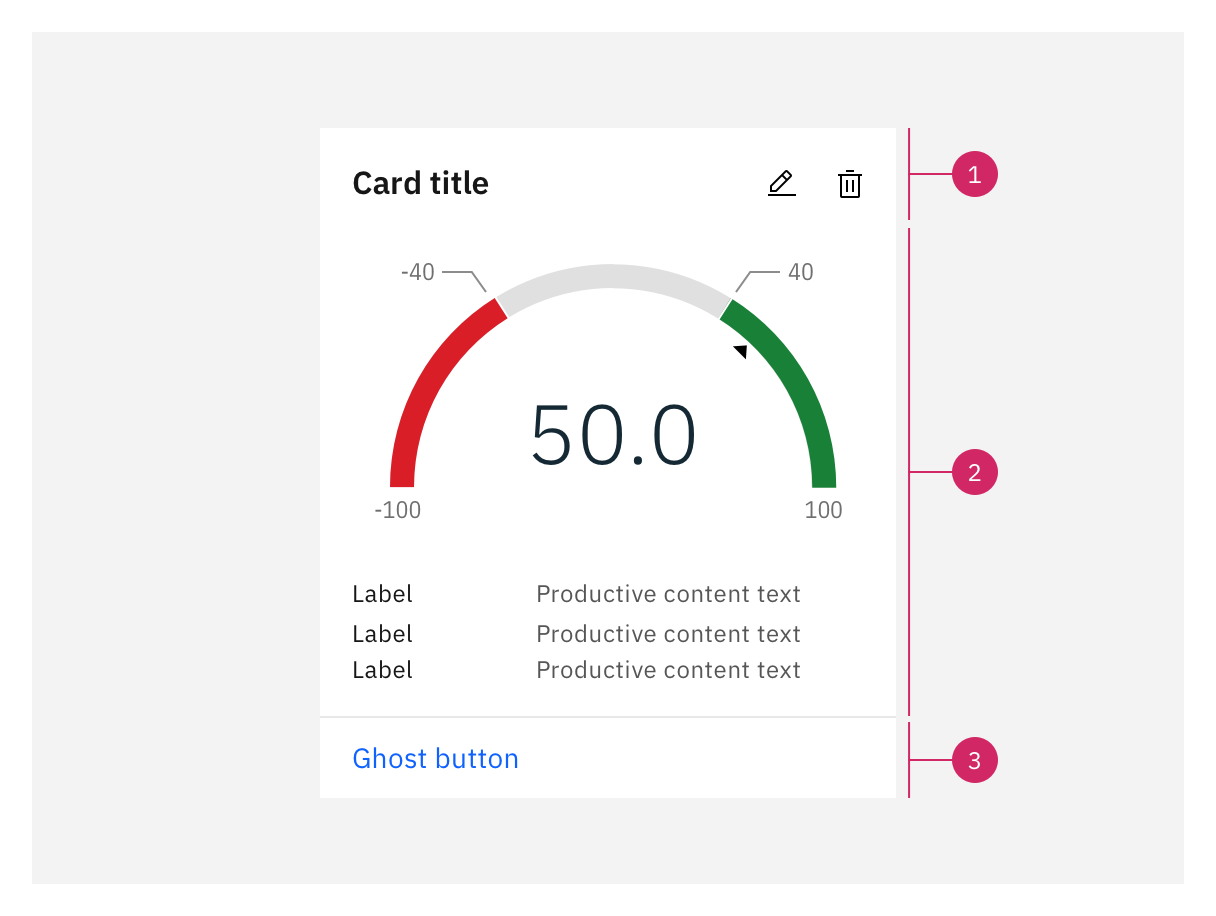 Card title
1
-40
40
50.0
2
-100
100
Label Productive content text
Label Productive content text
Label Productive content text
Ghost button
3